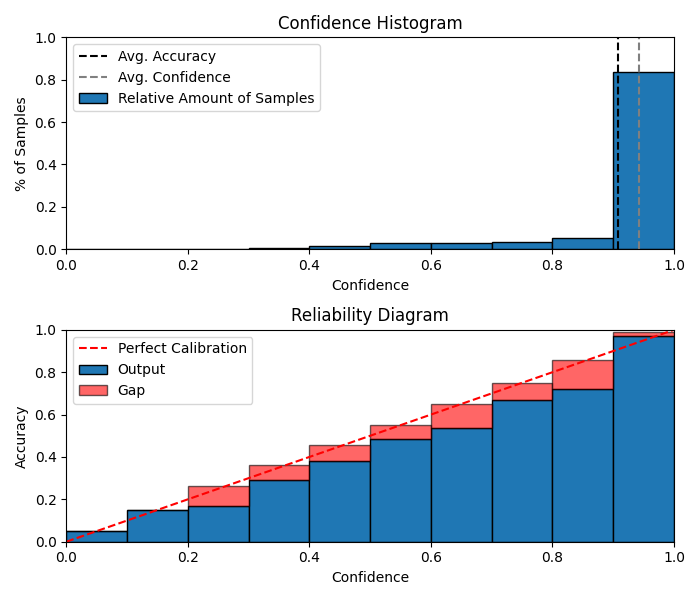 Confidence Histogram
1.0
0.8
0.6
0.4
0.2
0.0
% of Samples
Avg. Accuracy
Avg. Confidence
Relative Amount of Samples
0.0 0.2 0.4 0.6 0.8 1.0
Confidence
Reliability Diagram
1.0
0.8
0.6
0.4
0.2
0.0
Accuracy
Perfect Calibration
Output
Gap
0.0 0.2 0.4 0.6 0.8 1.0
Confidence